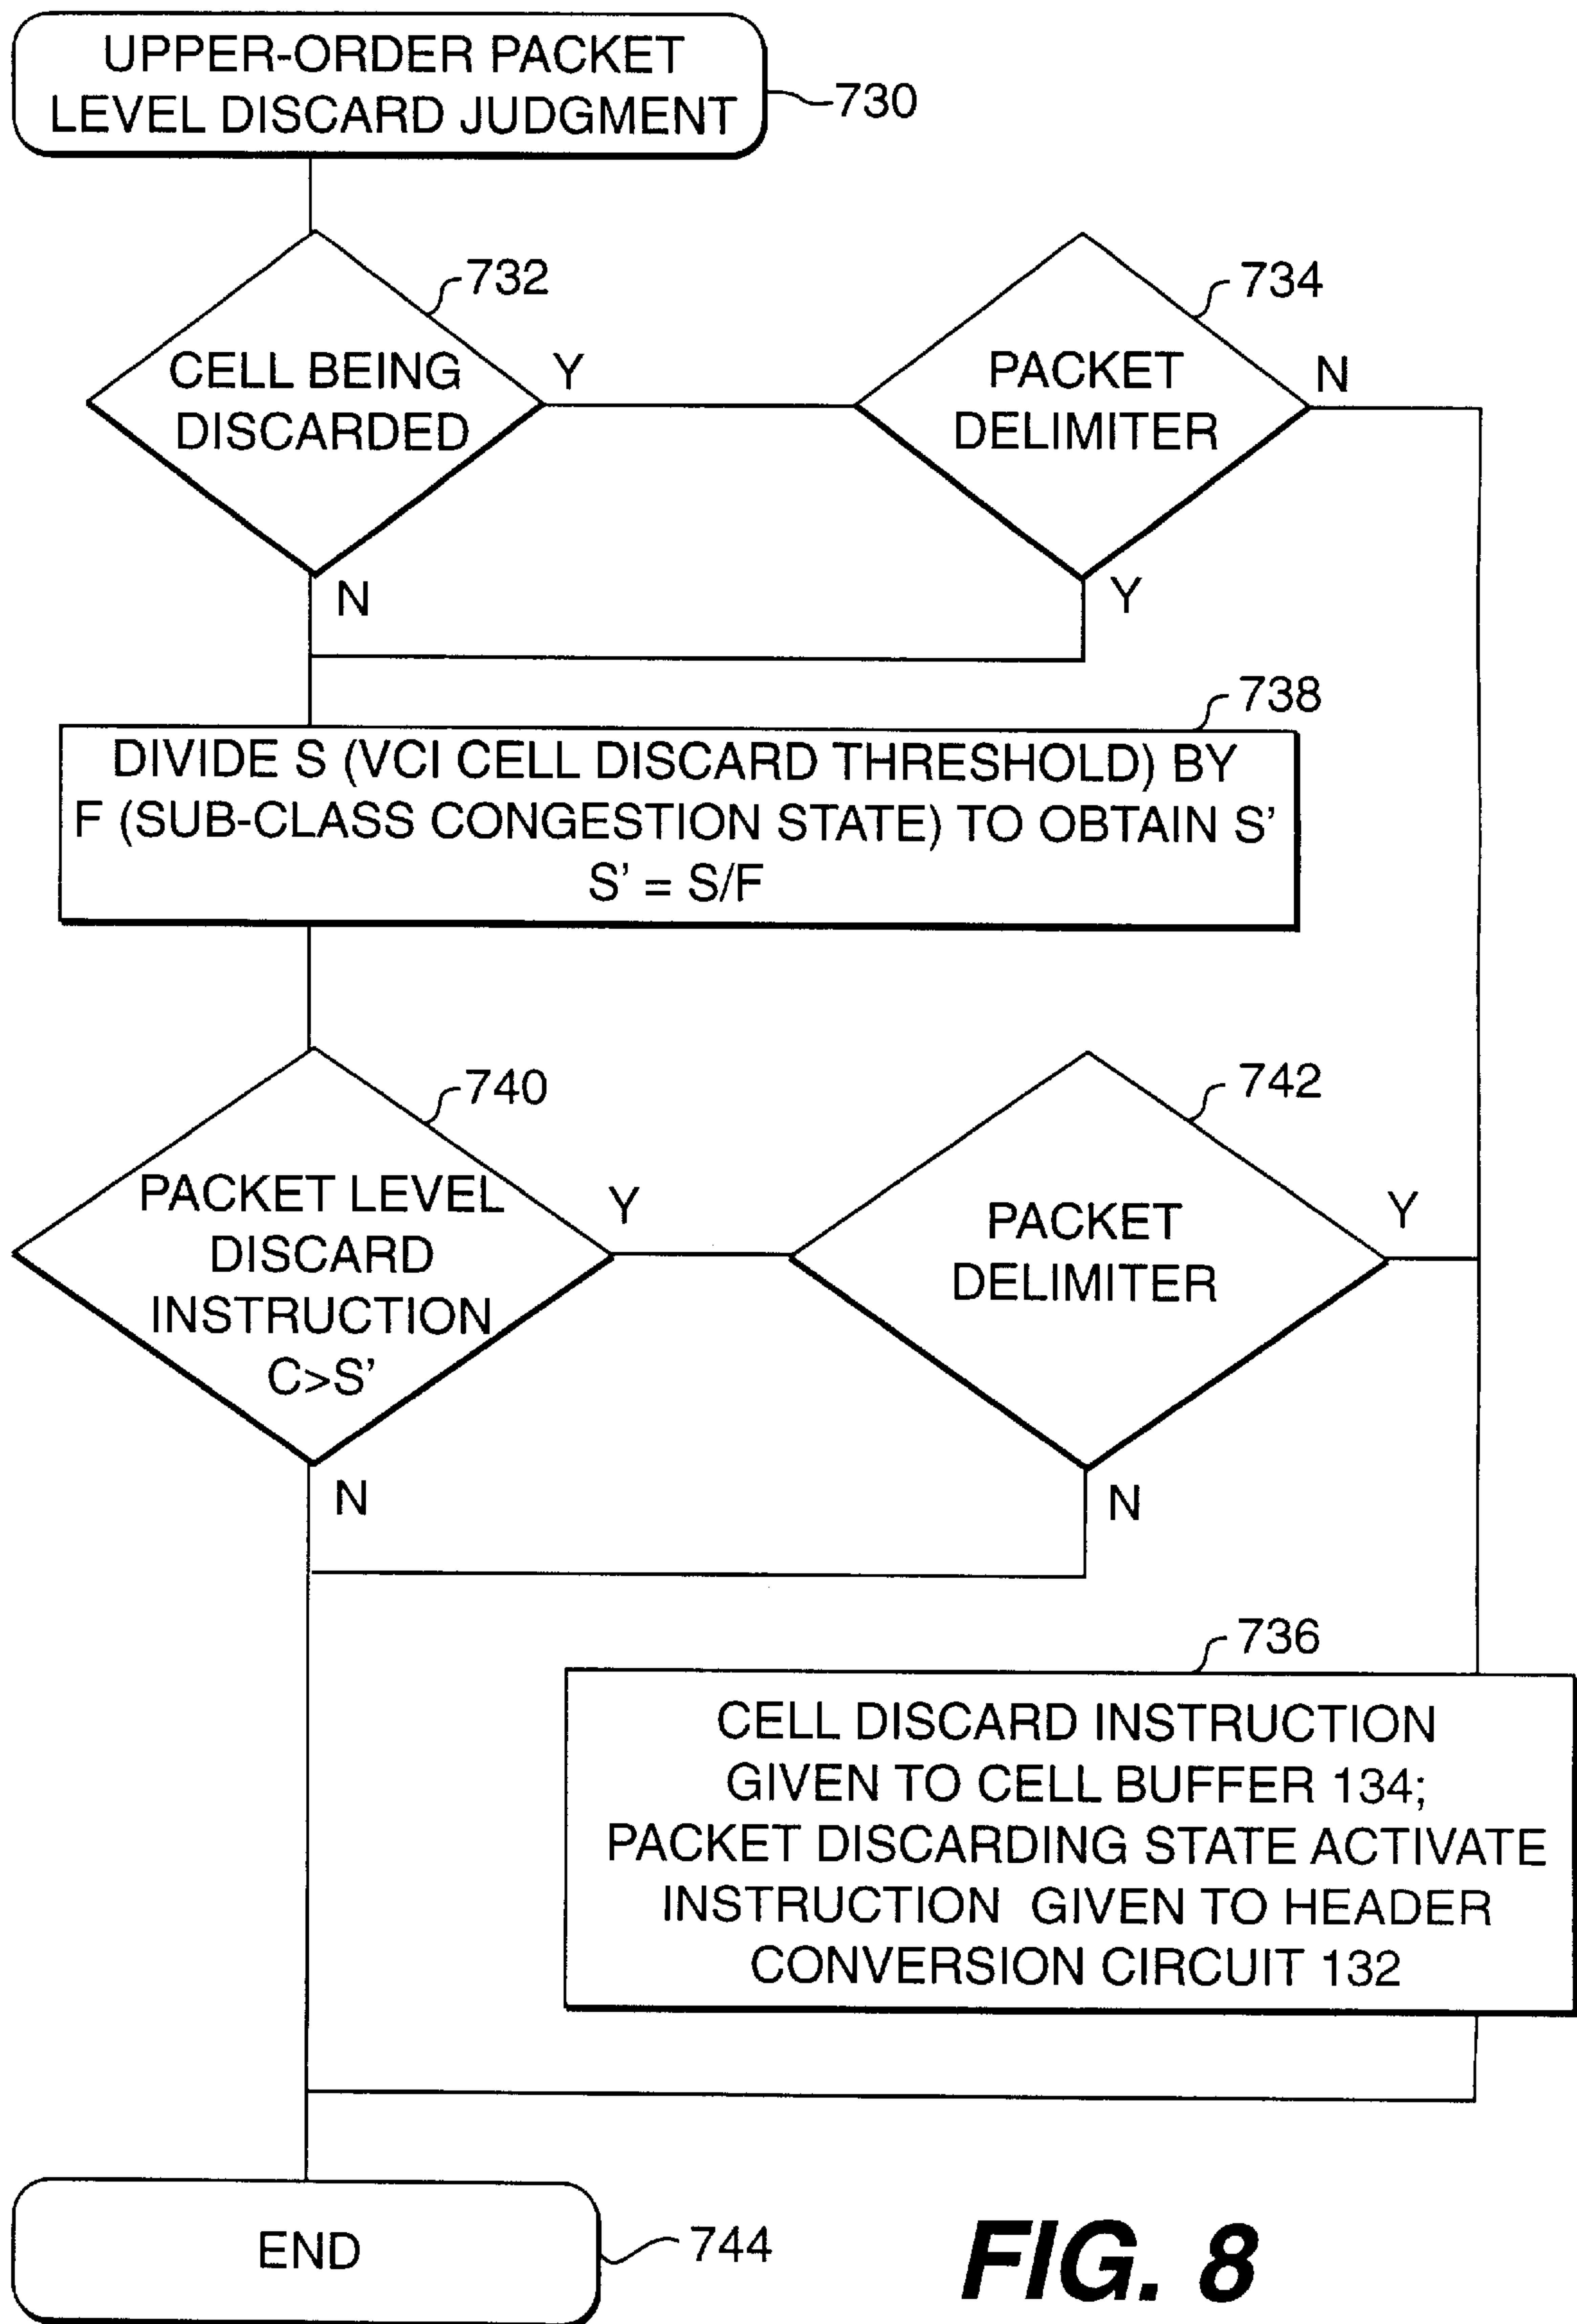 UPPER-ORDER PACKET
LEVEL DISCARD JUDGMENT
730
732
734
CELL BEING
DISCARDED
Y
PACKET
DELIMITER
N
N
Y
738
DIVIDE S (VCI CELL DISCARD THRESHOLD) BY
F (SUB-CLASS CONGESTION STATE) TO OBTAIN S'
S' = S/F
740
742
PACKET LEVEL
DISCARD
INSTRUCTION
C>S'
Y
PACKET
DELIMITER
Y
N
N
736
CELL DISCARD INSTRUCTION
GIVEN TO CELL BUFFER 134;
PACKET DISCARDING STATE ACTIVATE
INSTRUCTION GIVEN TO HEADER
CONVERSION CIRCUIT 132
END
744
FIG. 8